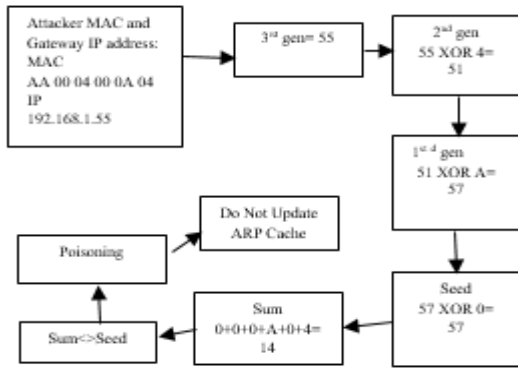 Attacker MAC and
Gateway IP address:
MAC
AA 00 04 00 0A 04
IP
192.168.1.55
3st gen= 55
2nd gen
55 XOR 4=
51
1st d gen
51 XOR A=
57
Seed
57 XOR 0=
57
Sum
0+0+0+A+0+4=
14
Sum<>Seed
Poisoning
Do Not Update
ARP Cache